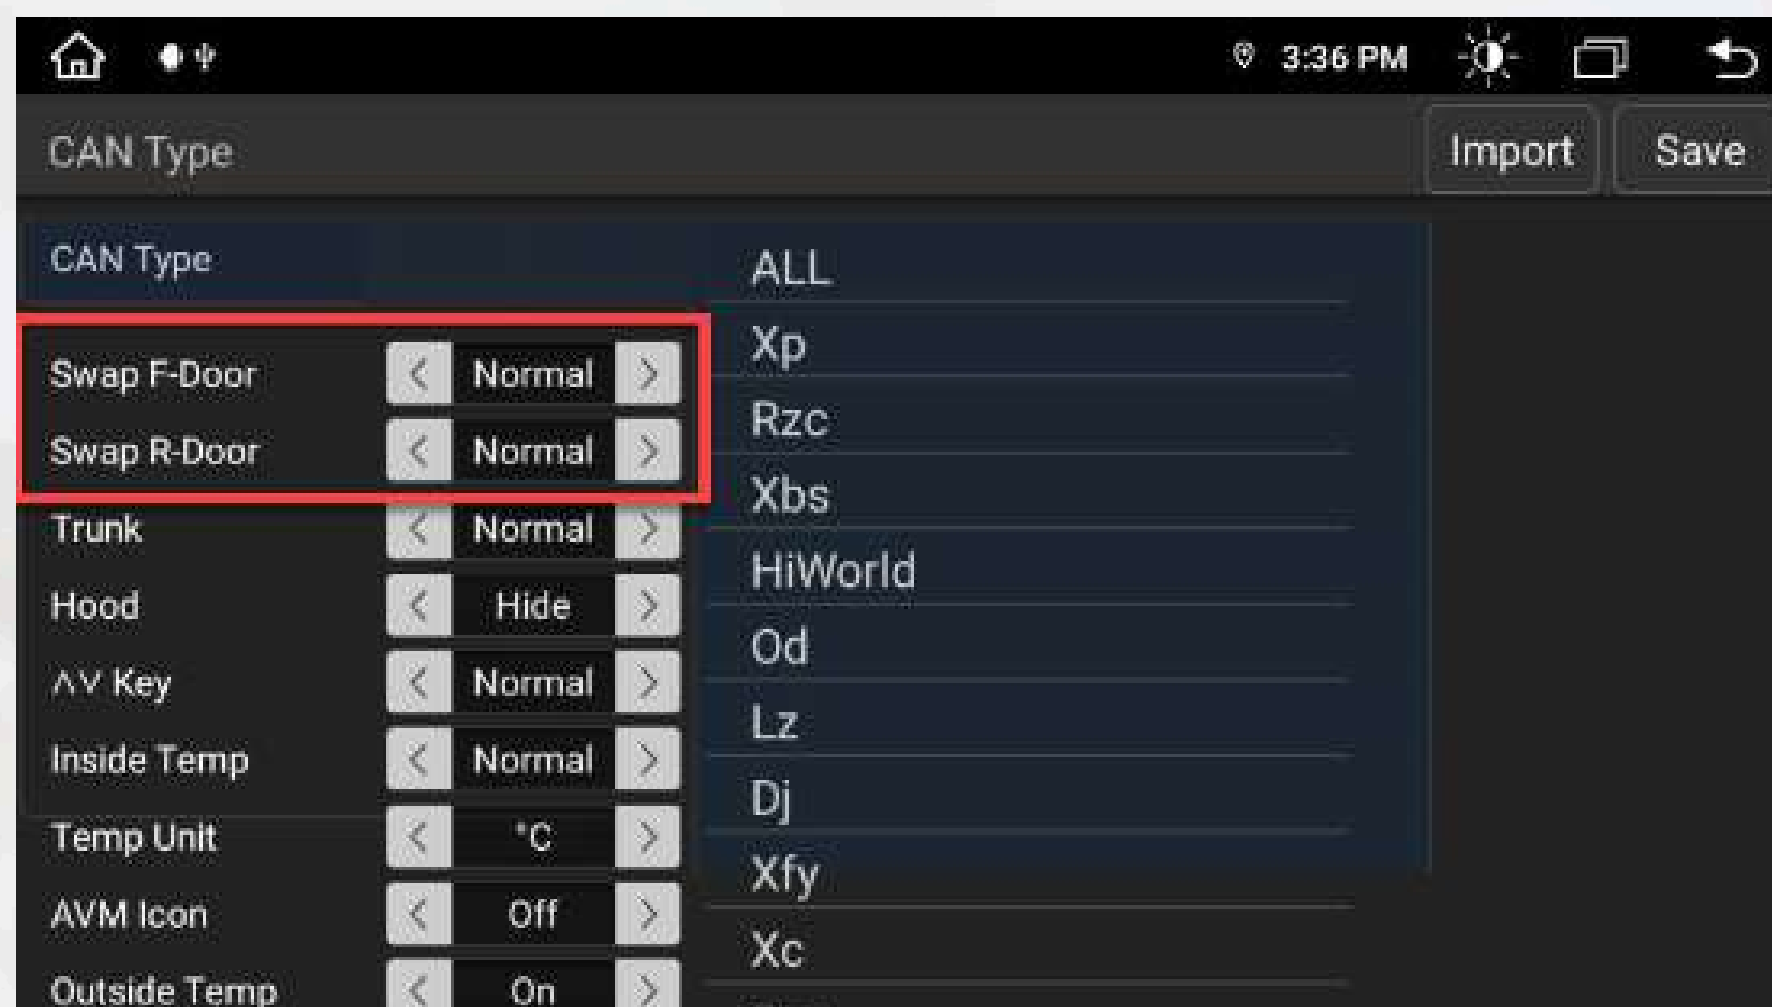 3:36 PM
CAN Type
Import
Save
CAN Type
Swap F-Door
Normal
Swap R-Door
Normal
Trunk
Normal
Hood
Hide
ΛV Key
Normal
Inside Temp
Normal
Temp Unit
°C
AVM Icon
Off
Outside Temp
On
ALL
Xp
Rzc
Xbs
HiWorld
Od
Lz
Dj
Xfy
Xc